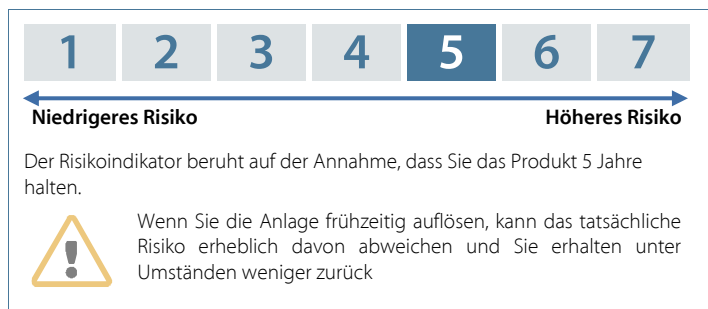 1 2 3 4 5 6 7
Niedrigeres Risiko Höheres Risiko
Der Risikoindikator beruht auf der Annahme, dass Sie das Produkt 5 Jahre
halten.
Wenn Sie die Anlage frühzeitig auflösen, kann das tatsächliche
Risiko erheblich davon abweichen und Sie erhalten unter
Umständen weniger zurück